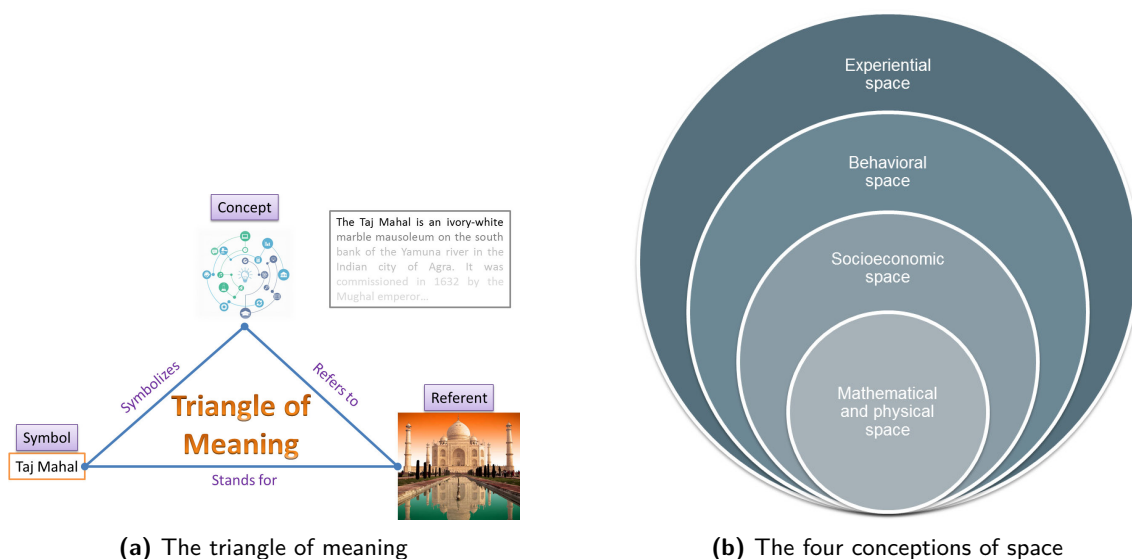 Concept
The Taj Mahal is an ivory-white
marble mausoleum on the south
bank of the Yamuna river in the
Indian city of Agra. It was
commissioned in 1632 by the
Mughal emperor...
Symbolizes
Refers to
Triangle of
Meaning
Referent
Symbol
Taj Mahal
Stands for
(a) The triangle of meaning
Experiential
space
Behavioral
space
Socioeconomic
space
Mathematical
and physical
space
(b) The four conceptions of space